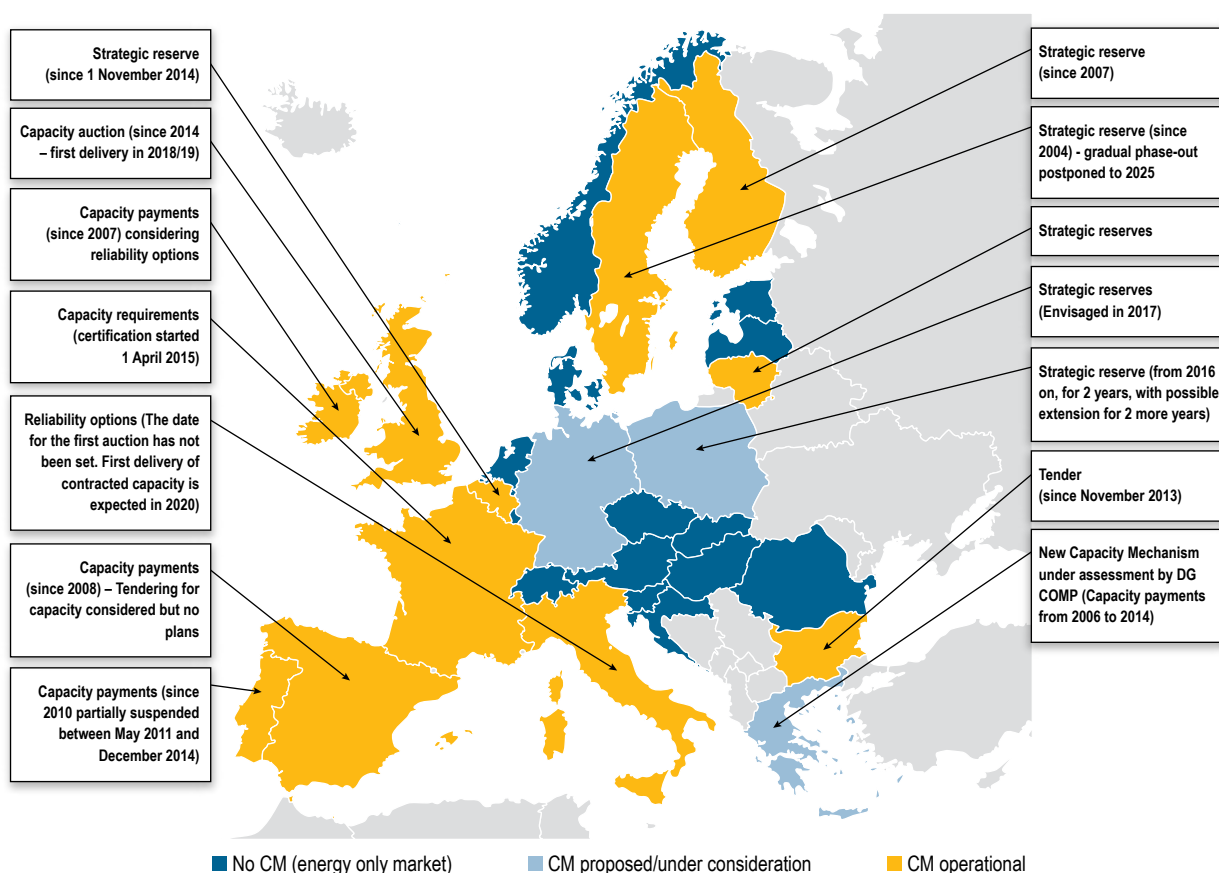 Strategic reserve
(since 1 November 2014)
Capacity auction (since 2014
– first delivery in 2018/19)
Capacity payments
(since 2007) considering
reliability options
Capacity requirements
(certification started
1 April 2015)
Reliability options (The date
for the first auction has not
been set. First delivery of
contracted capacity is
expected in 2020)
Capacity payments
(since 2008) – Tendering for
capacity considered but no
plans
Capacity payments (since
2010 partially suspended
between May 2011 and
December 2014)
Strategic reserve
(since 2007)
Strategic reserve (since
2004) - gradual phase-out
postponed to 2025
Strategic reserves
Strategic reserves
(Envisaged in 2017)
Strategic reserve (from 2016
on, for 2 years, with possible
extension for 2 more years)
Tender
(since November 2013)
New Capacity Mechanism
under assessment by DG
COMP (Capacity payments
from 2006 to 2014)
No CM (energy only market)
CM proposed/under consideration
CM operational